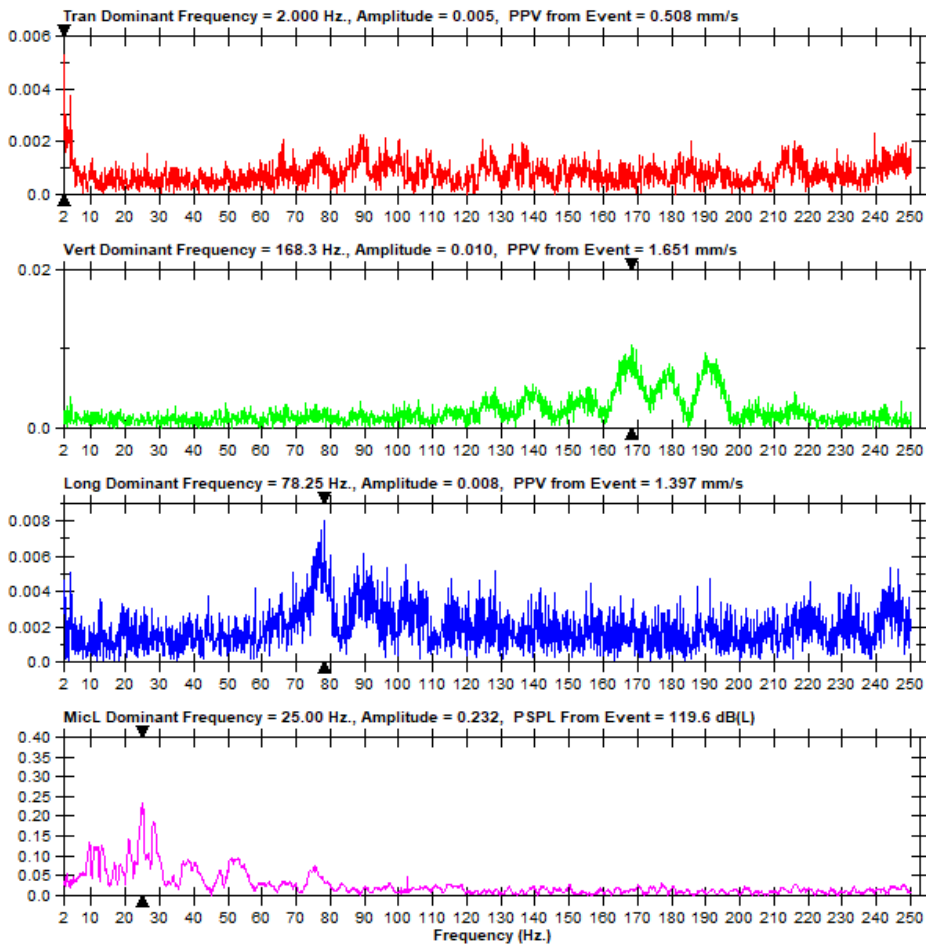 Tran Dominant Frequency = 2.000 Hz., Amplitude = 0.005, PPV from Event = 0.508 mm/s
0.006
0.004
0.002
0.0
2 10 20 30 40 50 60 70 80 90 100 110 120 130 140 150 160 170 180 190 200 210 220 230 240 250
Vert Dominant Frequency = 168.3 Hz., Amplitude = 0.010, PPV from Event = 1.651 mm/s
0.02
0.0
2 10 20 30 40 50 60 70 80 90 100 110 120 130 140 150 160 170 180 190 200 210 220 230 240 250
Long Dominant Frequency = 78.25 Hz., Amplitude = 0.008, PPV from Event = 1.397 mm/s
0.008
0.006
0.004
0.002
0.0
2 10 20 30 40 50 60 70 80 90 100 110 120 130 140 150 160 170 180 190 200 210 220 230 240 250
MicL Dominant Frequency = 25.00 Hz., Amplitude = 0.232, PSPL From Event = 119.6 dB(L)
0.40
0.35
0.30
0.25
0.20
0.15
0.10
0.05
0.0
2 10 20 30 40 50 60 70 80 90 100 110 120 130 140 150 160 170 180 190 200 210 220 230 240 250
Frequency (Hz.)